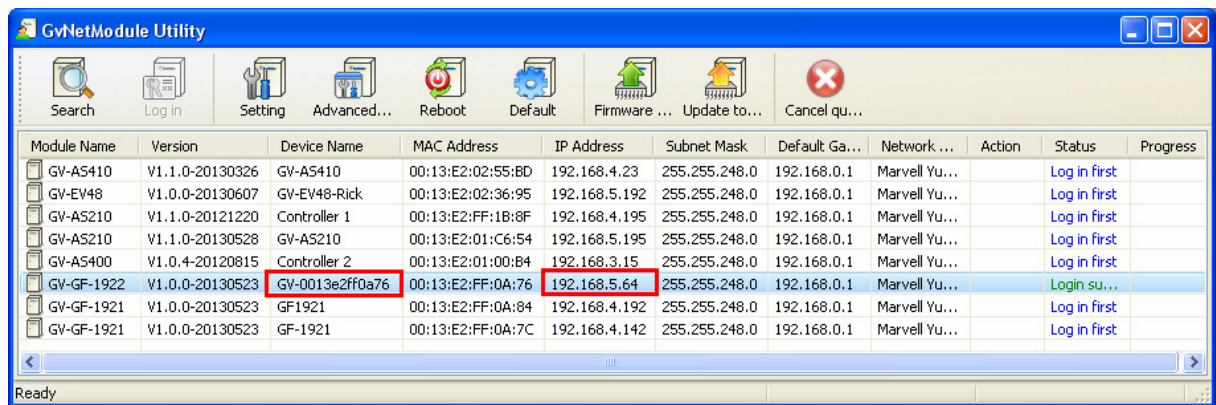 GvNetModule Utility
Search Log in Setting Advanced... Reboot Default Firmware ... Update to... Cancel qu...
Module Name Version Device Name MAC Address IP Address Subnet Mask Default Ga... Network ... Action Status Progress
GV-AS410 V1.1.0-20130326 GV-AS410 00:13:E2:02:55:BD 192.168.4.23 255.255.248.0 192.168.0.1 Marvell Yu... Log in first
GV-EV48 V1.0.0-20130607 GV-EV48-Rick 00:13:E2:02:36:95 192.168.5.192 255.255.248.0 192.168.0.1 Marvell Yu... Log in first
GV-AS210 V1.1.0-20121220 Controller 1 00:13:E2:FF:1B:8F 192.168.4.195 255.255.248.0 192.168.0.1 Marvell Yu... Log in first
GV-AS210 V1.1.0-20130528 GV-AS210 00:13:E2:01:C6:54 192.168.5.195 255.255.248.0 192.168.0.1 Marvell Yu... Log in first
GV-AS400 V1.0.4-20120815 Controller 2 00:13:E2:01:00:B4 192.168.3.15 255.255.248.0 192.168.0.1 Marvell Yu... Log in first
GV-GF-1922 V1.0.0-20130523 GV-0013e2ff0a76 00:13:E2:FF:0A:76 192.168.5.64 255.255.248.0 192.168.0.1 Marvell Yu... Login su...
GV-GF-1921 V1.0.0-20130523 GF1921 00:13:E2:FF:0A:84 192.168.4.192 255.255.248.0 192.168.0.1 Marvell Yu... Log in first
GV-GF-1921 V1.0.0-20130523 GF-1921 00:13:E2:FF:0A:7C 192.168.4.142 255.255.248.0 192.168.0.1 Marvell Yu... Log in first
Ready